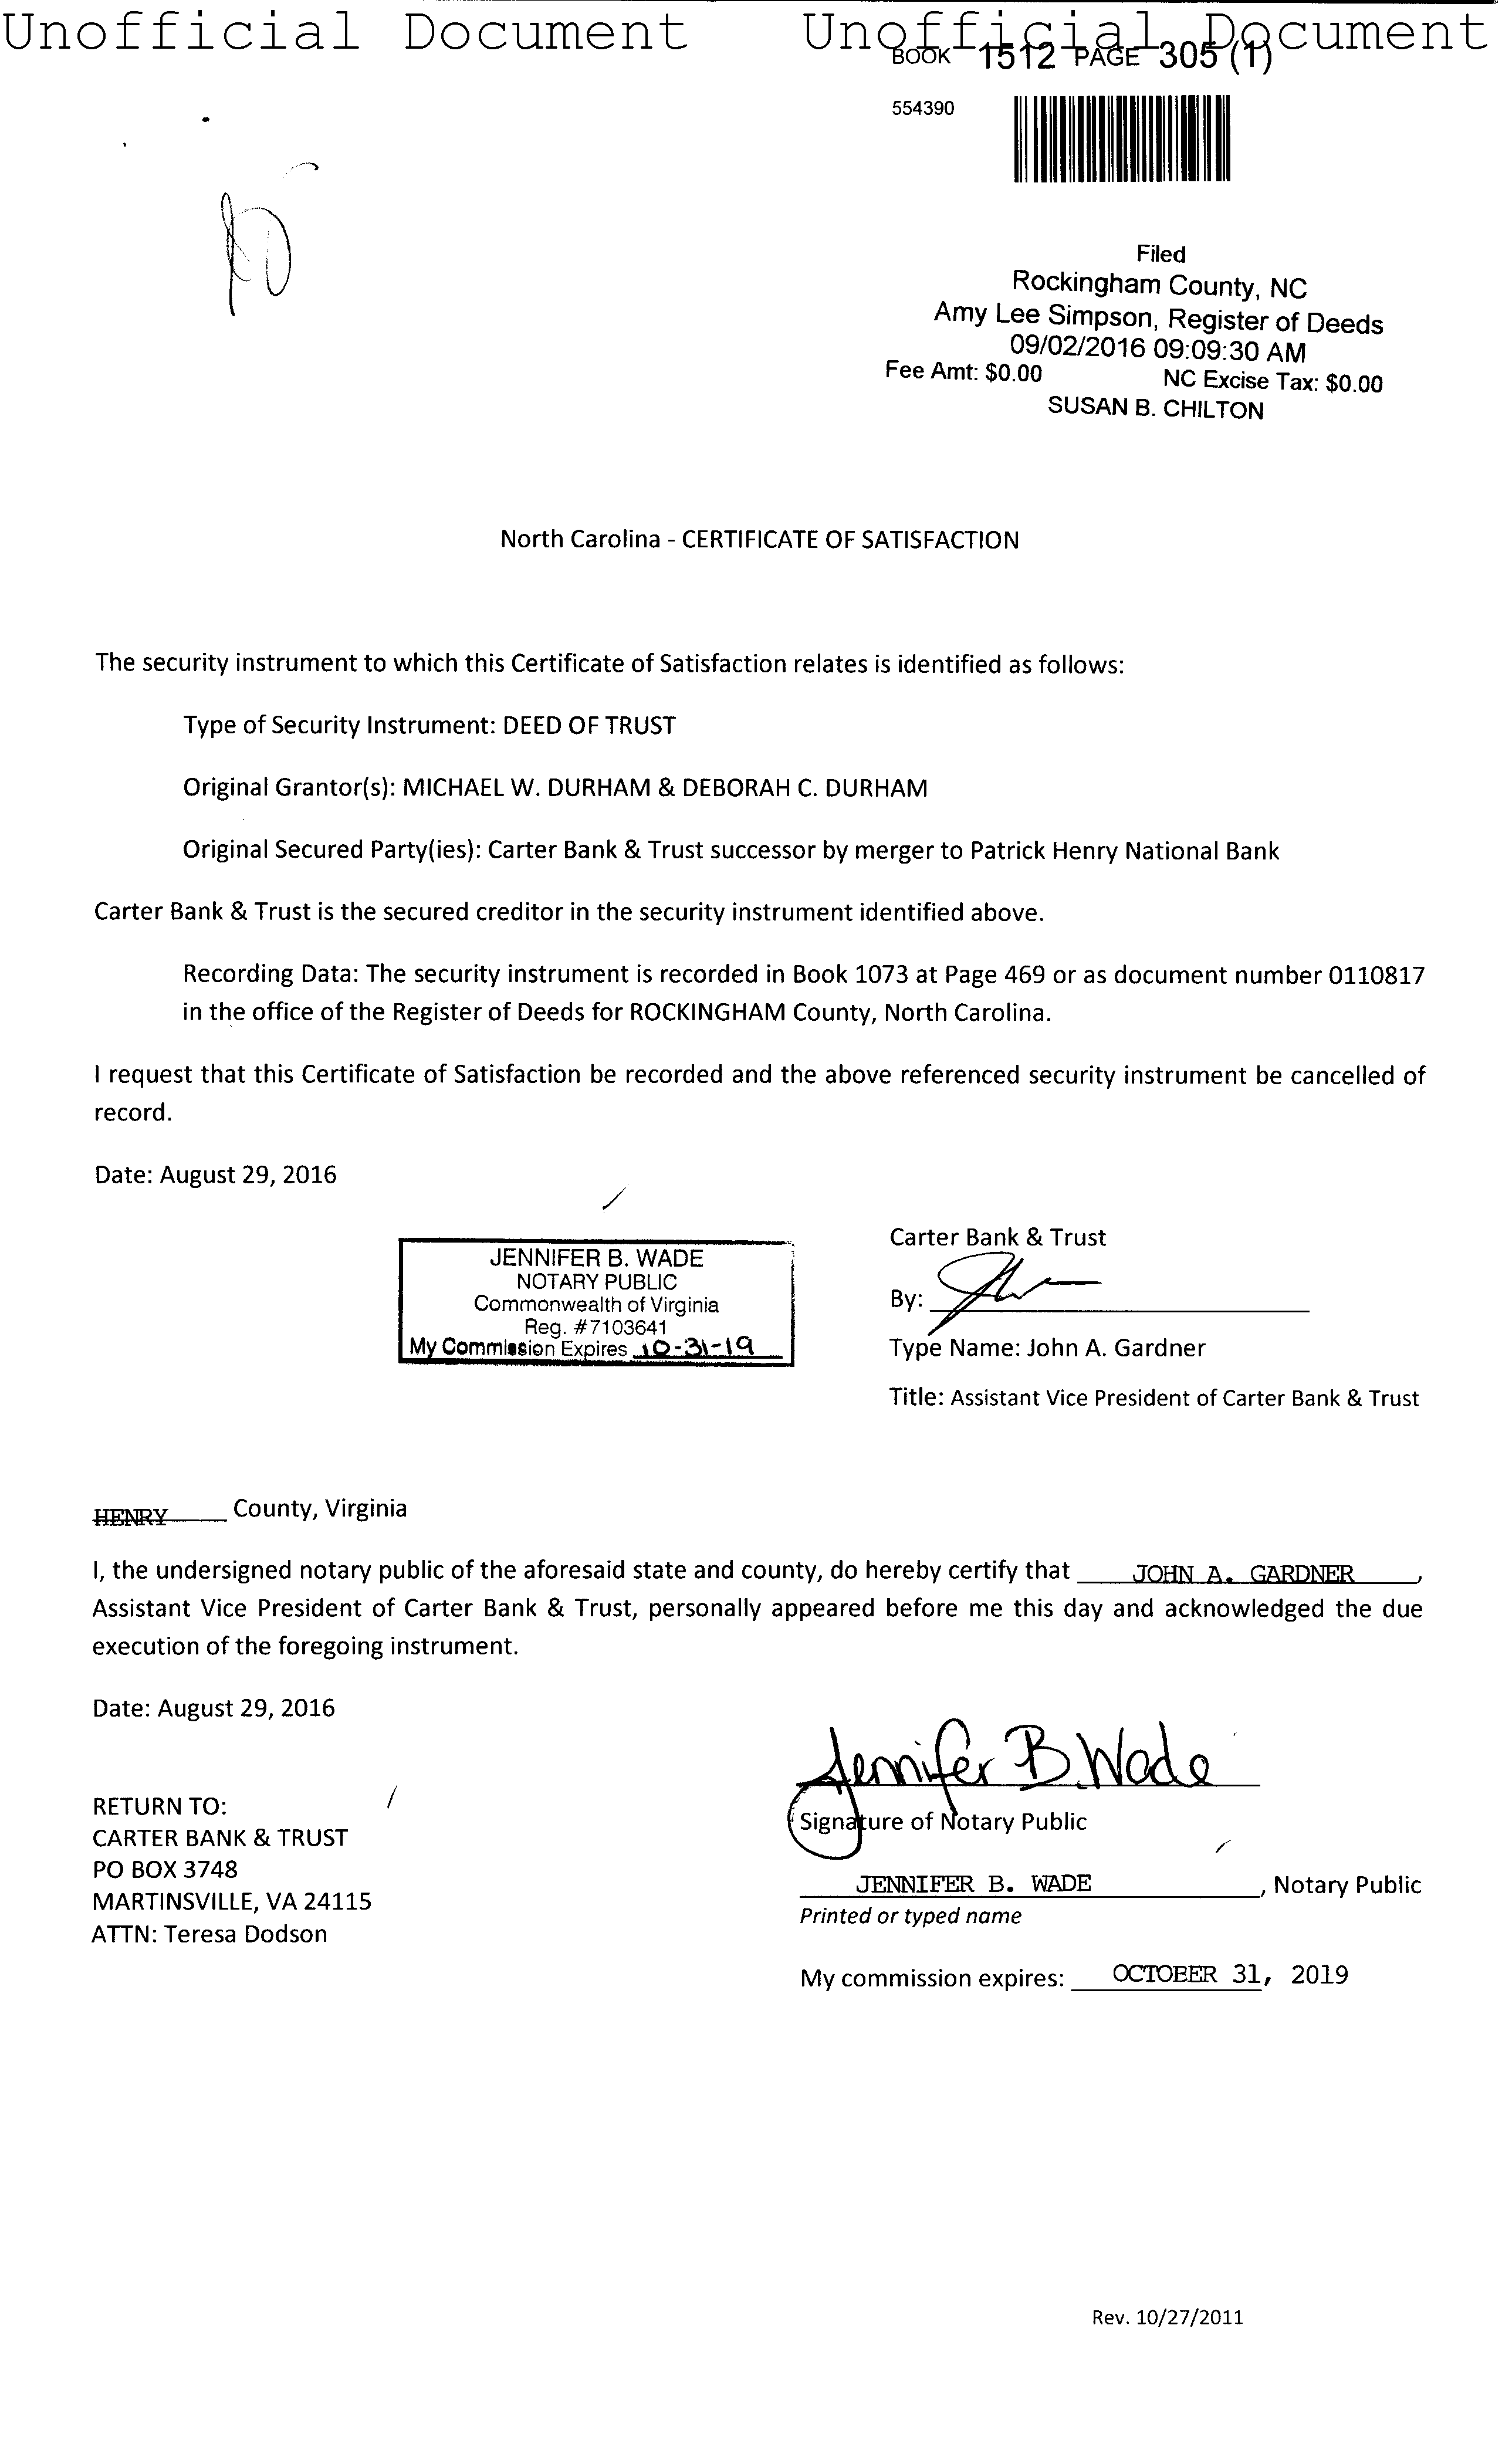 Unofficial Document Unofficial Document
BOOK 1512 PAGE 305 (1)
554390
Filed
Rockingham County, NC
Amy Lee Simpson, Register of Deeds
09/02/2016 09:09:30 AM
Fee Amt: $0.00 NC Excise Tax: $0.00
SUSAN B. CHILTON
North Carolina - CERTIFICATE OF SATISFACTION
The security instrument to which this Certificate of Satisfaction relates is identified as follows:
Type of Security Instrument: DEED OF TRUST
Original Grantor(s): MICHAEL W. DURHAM & DEBORAH C. DURHAM
Original Secured Party(ies): Carter Bank & Trust successor by merger to Patrick Henry National Bank
Carter Bank & Trust is the secured creditor in the security instrument identified above.
Recording Data: The security instrument is recorded in Book 1073 at Page 469 or as document number 0110817
in the office of the Register of Deeds for ROCKINGHAM County, North Carolina.
I request that this Certificate of Satisfaction be recorded and the above referenced security instrument be cancelled of
record.
Date: August 29, 2016
JENNIFER B. WADE
NOTARY PUBLIC
Commonwealth of Virginia
Reg. #7103641
My Commission Expires 10-31-19
Carter Bank & Trust
By:
Type Name: John A. Gardner
Title: Assistant Vice President of Carter Bank & Trust
HENRY County, Virginia
I, the undersigned notary public of the aforesaid state and county, do hereby certify that JOHN A. GARDNER,
Assistant Vice President of Carter Bank & Trust, personally appeared before me this day and acknowledged the due
execution of the foregoing instrument.
Date: August 29, 2016
RETURN TO:
CARTER BANK & TRUST
PO BOX 3748
MARTINSVILLE, VA 24115
ATTN: Teresa Dodson
Jennifer B. Wade
Signature of Notary Public
JENNIFER B. WADE, Notary Public
Printed or typed name
My commission expires: OCTOBER 31, 2019
Rev. 10/27/2011